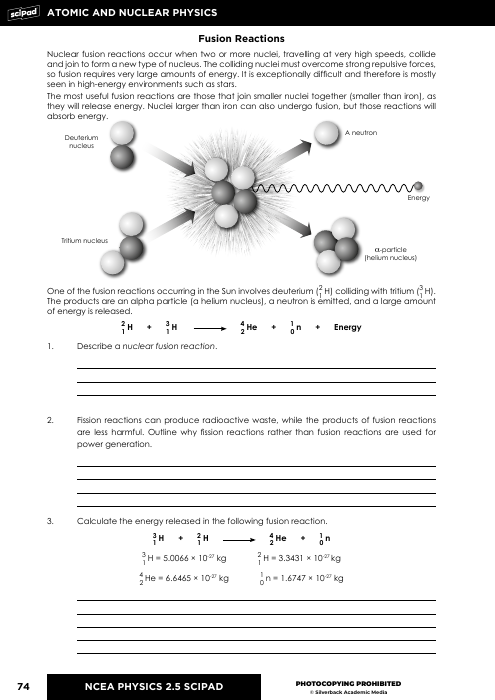 scipad ATOMIC AND NUCLEAR PHYSICS
Fusion Reactions
Nuclear fusion reactions occur when two or more nuclei, travelling at very high speeds, collide
and join to form a new type of nucleus. The colliding nuclei must overcome strong repulsive forces,
so fusion requires very large amounts of energy. It is exceptionally difficult and therefore is mostly
seen in high-energy environments such as stars.
The most useful fusion reactions are those that join smaller nuclei together (smaller than iron), as
they will release energy. Nuclei larger than iron can also undergo fusion, but those reactions will
absorb energy.
Deuterium
nucleus
A neutron
Energy
Tritium nucleus
α-particle
(helium nucleus)
One of the fusion reactions occurring in the Sun involves deuterium (²₁H) colliding with tritium (³₁H).
The products are an alpha particle (a helium nucleus), a neutron is emitted, and a large amount
of energy is released.
²₁H + ³₁H ⟶ ⁴₂He + ¹₀n + Energy
1. Describe a nuclear fusion reaction.
2. Fission reactions can produce radioactive waste, while the products of fusion reactions
are less harmful. Outline why fission reactions rather than fusion reactions are used for
power generation.
3. Calculate the energy released in the following fusion reaction.
³₁H + ²₁H ⟶ ⁴₂He + ¹₀n
³₁H = 5.0066 × 10⁻²⁷ kg ²₁H = 3.3431 × 10⁻²⁷ kg
⁴₂He = 6.6465 × 10⁻²⁷ kg ¹₀n = 1.6747 × 10⁻²⁷ kg
74 NCEA PHYSICS 2.5 SCIPAD
PHOTOCOPYING PROHIBITED
© Silverback Academic Media